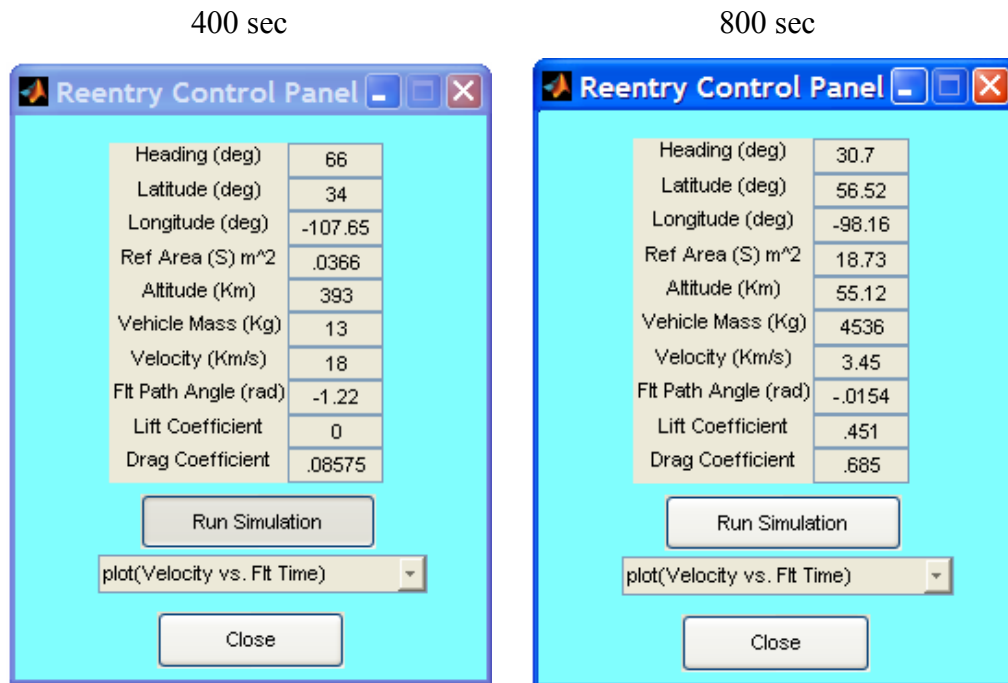 400 sec
800 sec
Reentry Control Panel
Heading (deg) 66
Latitude (deg) 34
Longitude (deg) -107.65
Ref Area (S) m^2 .0366
Altitude (Km) 393
Vehicle Mass (Kg) 13
Velocity (Km/s) 18
Flt Path Angle (rad) -1.22
Lift Coefficient 0
Drag Coefficient .08575
Run Simulation
plot(Velocity vs. Flt Time)
Close
Reentry Control Panel
Heading (deg) 30.7
Latitude (deg) 56.52
Longitude (deg) -98.16
Ref Area (S) m^2 18.73
Altitude (Km) 55.12
Vehicle Mass (Kg) 4536
Velocity (Km/s) 3.45
Flt Path Angle (rad) -.0154
Lift Coefficient .451
Drag Coefficient .685
Run Simulation
plot(Velocity vs. Flt Time)
Close